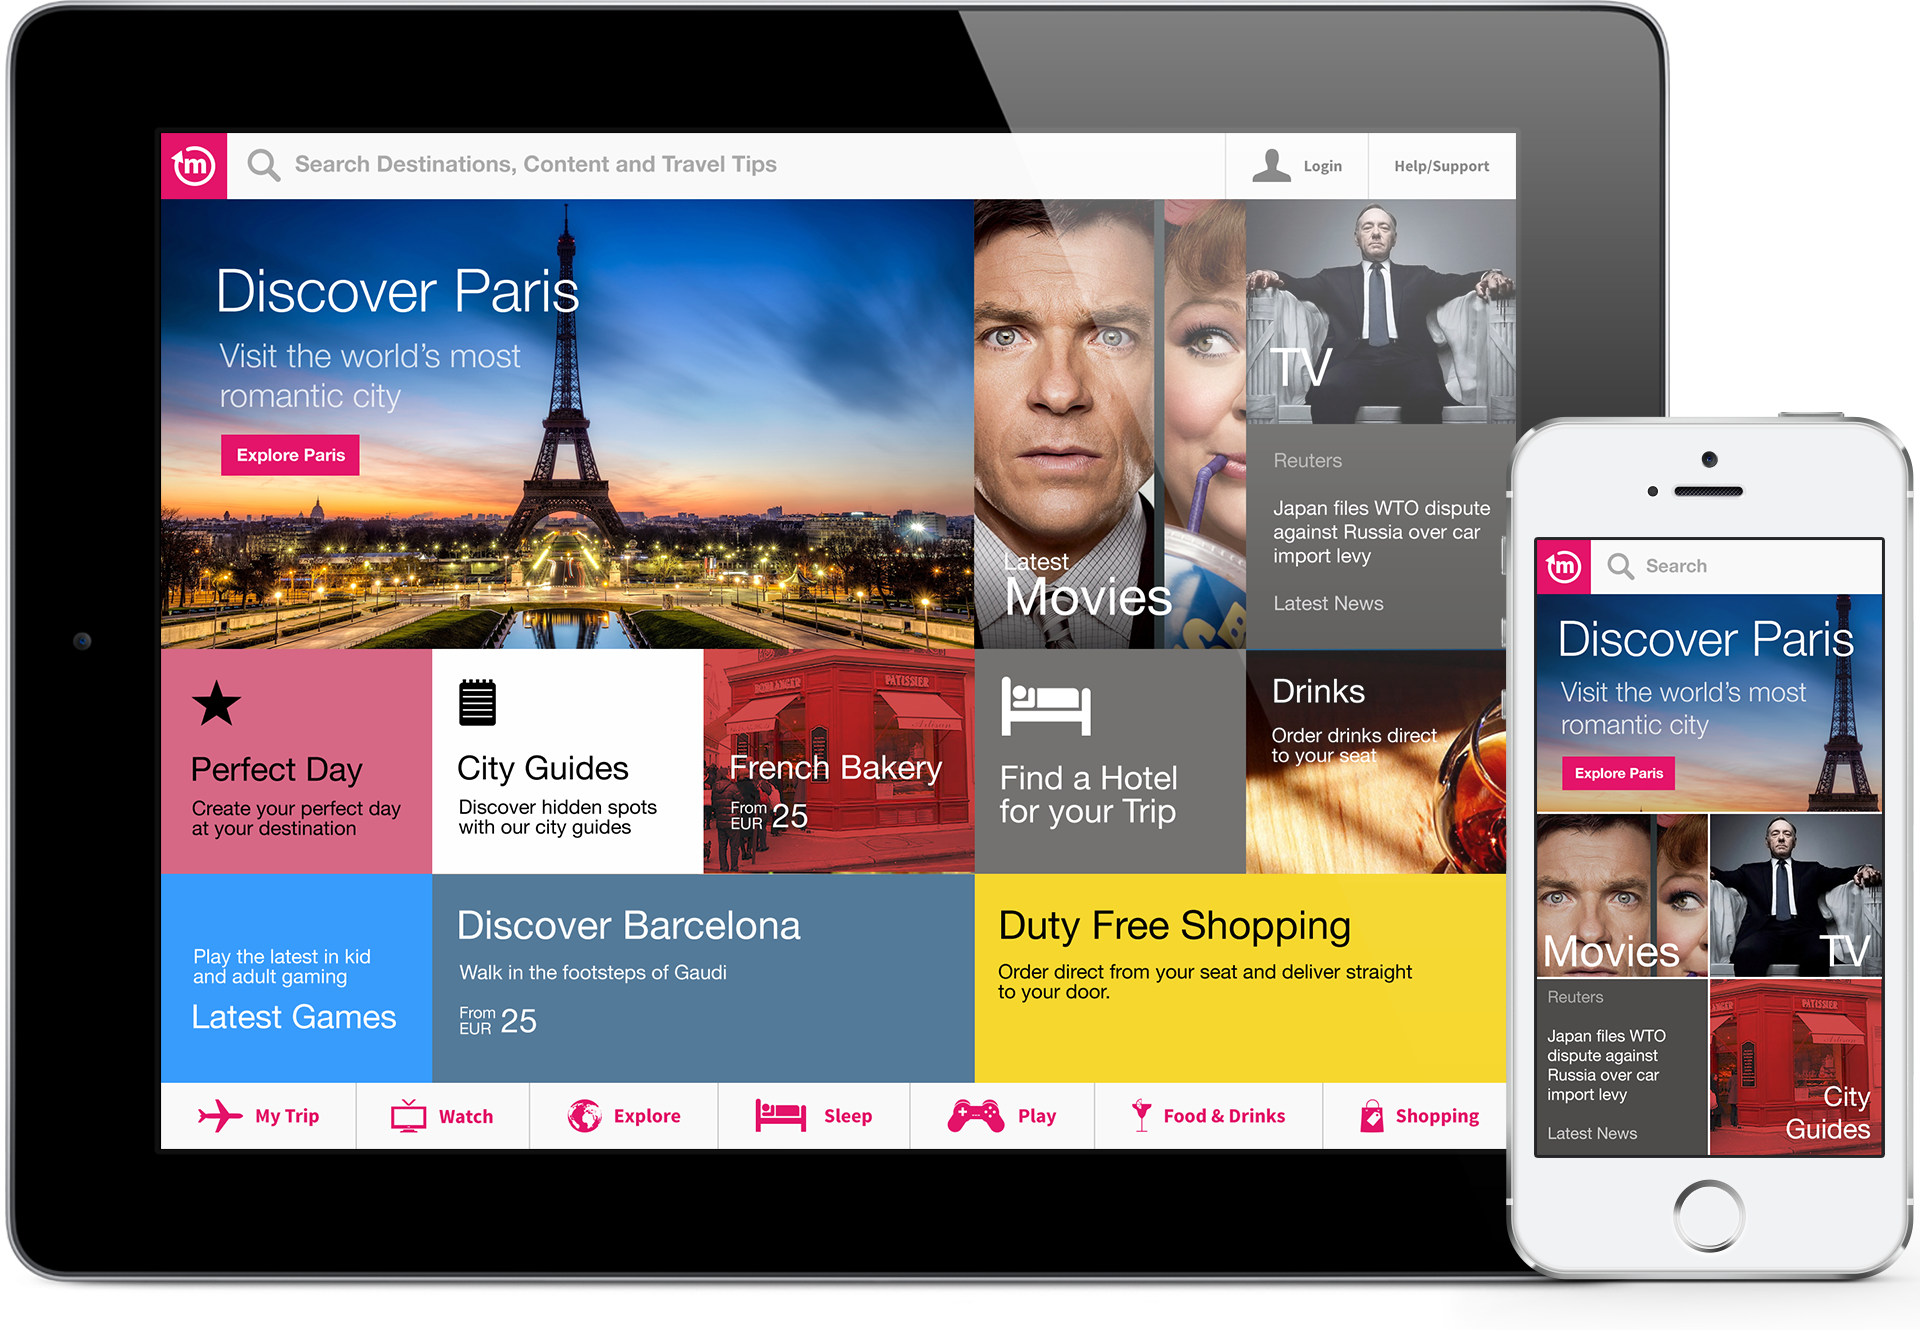 m
Search Destinations, Content and Travel Tips
Login
Help/Support
Discover Paris
Visit the world's most
romantic city
Explore Paris
Latest
Movies
TV
Reuters
Japan files WTO dispute
against Russia over car
import levy
Latest News
Perfect Day
Create your perfect day
at your destination
City Guides
Discover hidden spots
with our city guides
BOULANGER
PATISSIER
Artisan
French Bakery
From
EUR 25
Find a Hotel
for your Trip
Drinks
Order drinks direct
to your seat
Play the latest in kid
and adult gaming
Latest Games
Discover Barcelona
Walk in the footsteps of Gaudi
From
EUR 25
Duty Free Shopping
Order direct from your seat and deliver straight
to your door.
My Trip
Watch
Explore
Sleep
Play
Food & Drinks
Shopping
m
Search
Discover Paris
Visit the world's most
romantic city
Explore Paris
Movies
TV
Reuters
Japan files WTO
dispute against
Russia over car
import levy
Latest News
PATISSIER
City
Guides